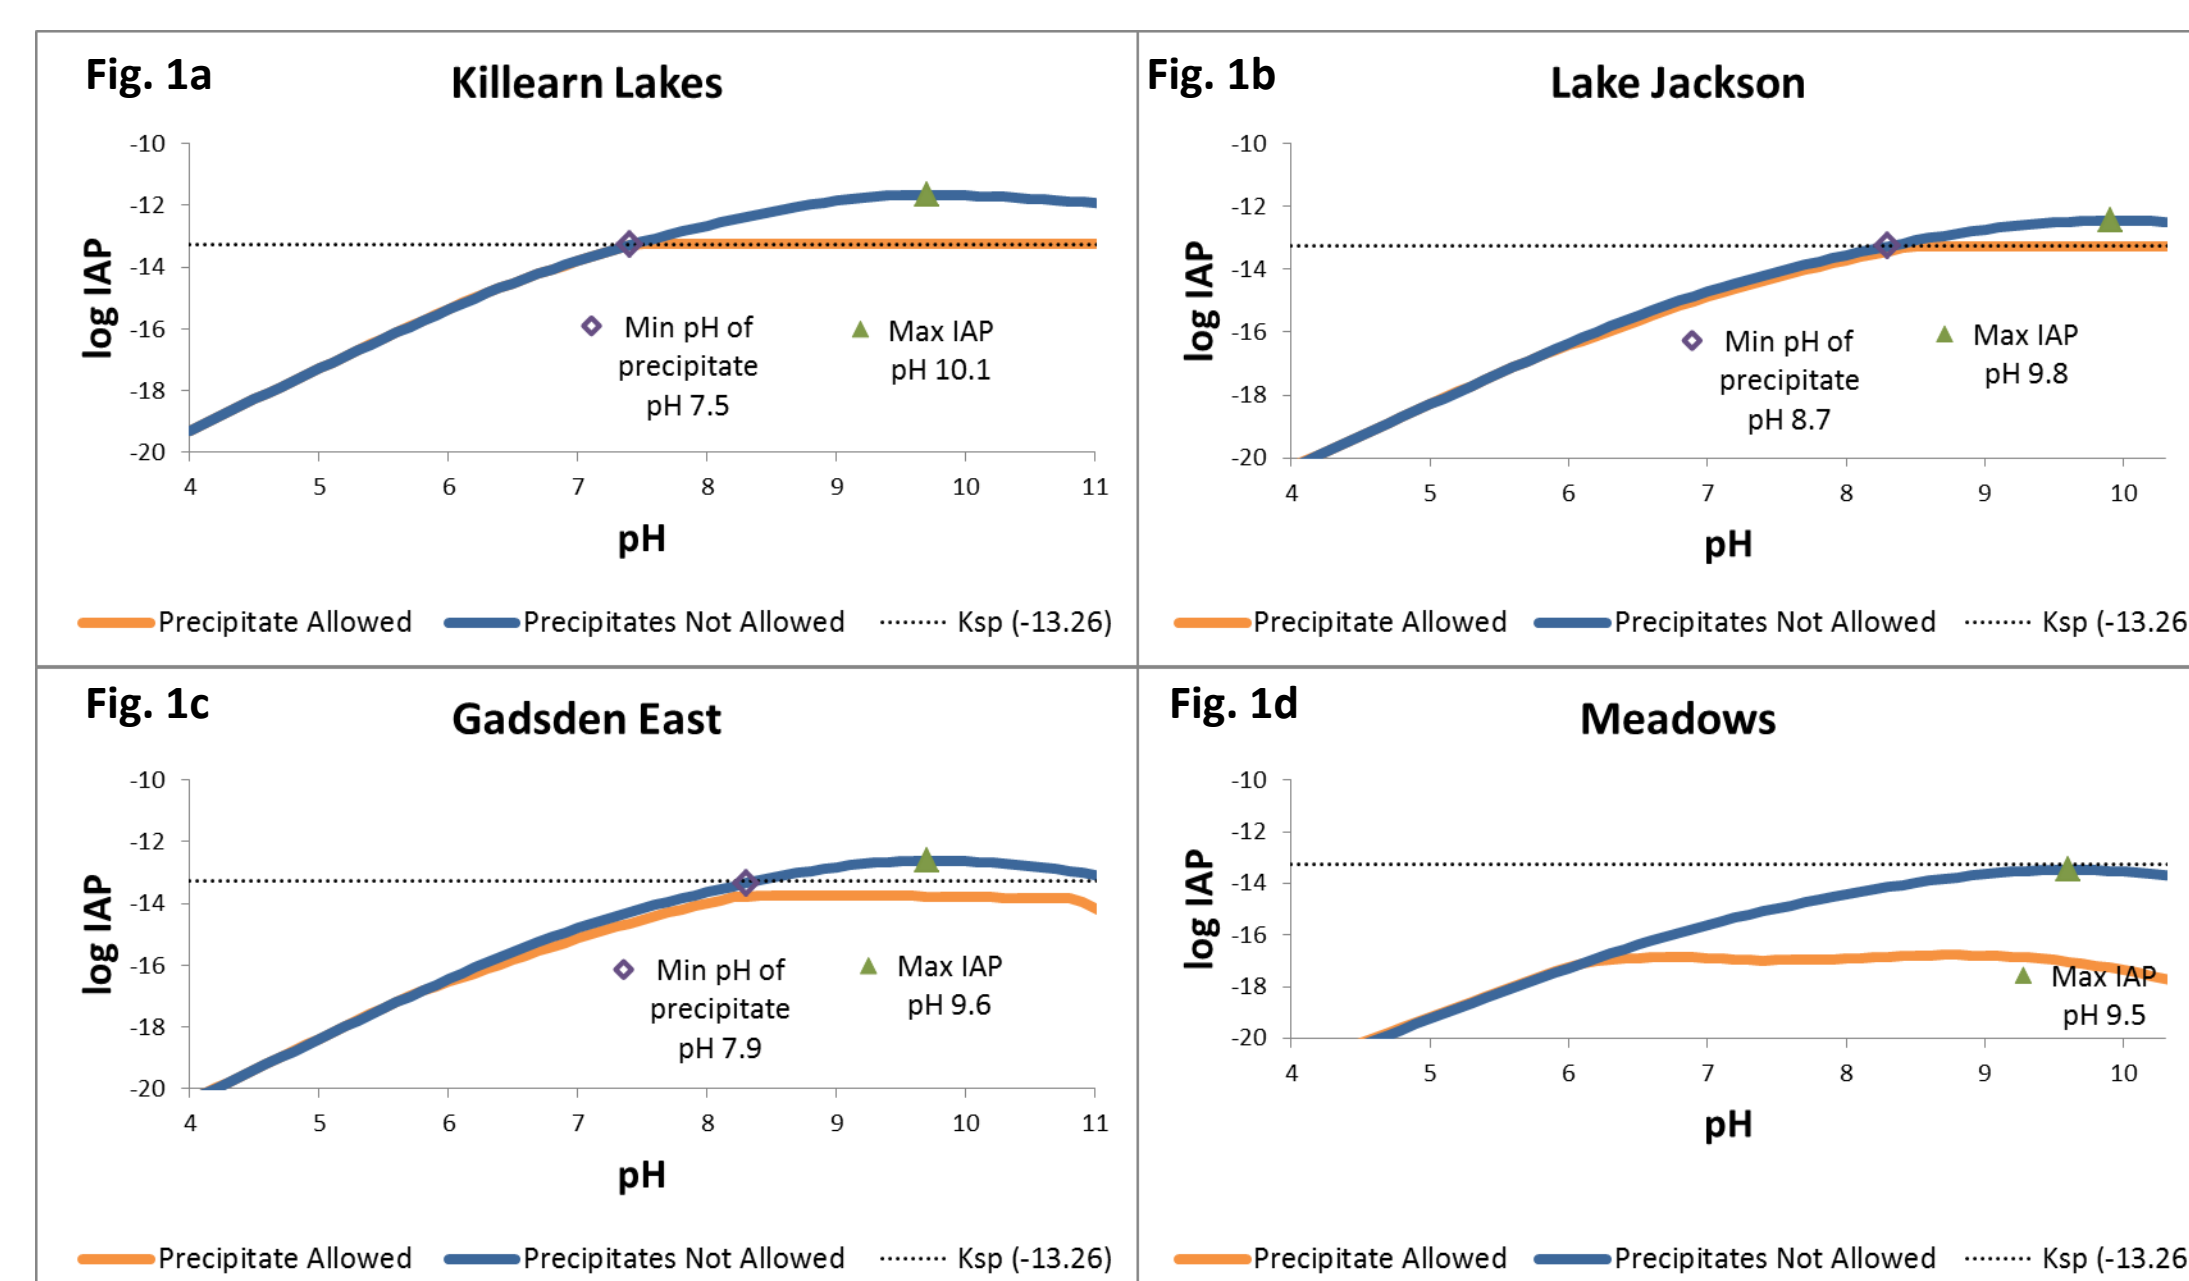 Fig. 1a
Killearn Lakes
-10
-12
-14
-16
-18
-20
log IAP
Min pH of
precipitate
pH 7.5
Max IAP
pH 10.1
4 5 6 7 8 9 10 11
pH
Precipitate Allowed Precipitates Not Allowed Ksp (-13.26)
Fig. 1b
Lake Jackson
-10
-12
-14
-16
-18
-20
log IAP
Min pH of
precipitate
pH 8.7
Max IAP
pH 9.8
4 5 6 7 8 9 10
pH
Precipitate Allowed Precipitates Not Allowed Ksp (-13.26
Fig. 1c
Gadsden East
-10
-12
-14
-16
-18
-20
log IAP
Min pH of
precipitate
pH 7.9
Max IAP
pH 9.6
4 5 6 7 8 9 10 11
pH
Precipitate Allowed Precipitates Not Allowed Ksp (-13.26)
Fig. 1d
Meadows
-10
-12
-14
-16
-18
-20
log IAP
Max IAP
pH 9.5
4 5 6 7 8 9 10
pH
Precipitate Allowed Precipitates Not Allowed Ksp (-13.26